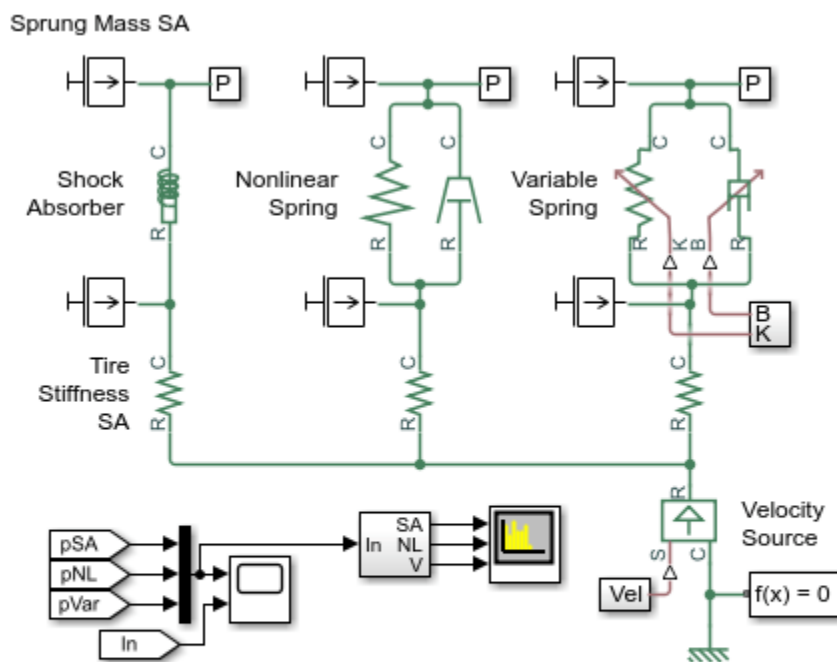 Sprung Mass SA
P
P
P
C
C
C
C
C
Shock
Absorber
Nonlinear
Spring
Variable
Spring
R
R
R
R
K
B
R
B
K
Tire
Stiffness
SA
C
R
C
R
C
R
R
Velocity
Source
S
C
pSA
pNL
pVar
In
In
SA
NL
V
Vel
f(x) = 0